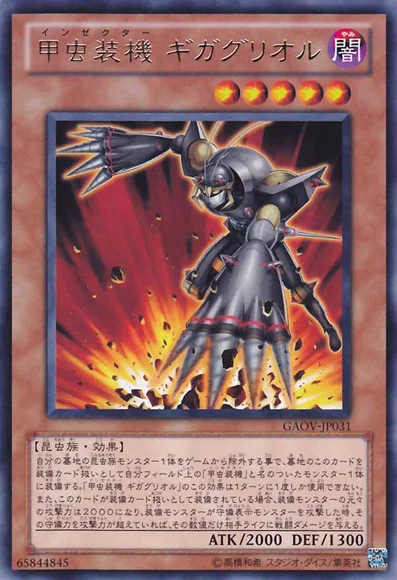 インゼクター
甲虫装機 ギガグリオル
やみ
闇
GAOV-JP031
【昆虫族・効果】
自分の墓地の昆虫族モンスター1体をゲームから除外する事で、墓地のこのカードを
装備カード扱いとして自分フィールド上の「甲虫装機」と名のついたモンスター1体
に装備する。「甲虫装機 ギガグリオル」のこの効果は1ターンに1度しか使用できない。
また、このカードが装備カード扱いとして装備されている場合、装備モンスターの元々
の攻撃力は2000になり、装備モンスターが守備表示モンスターを攻撃した時、そ
の守備力を攻撃力が超えていれば、その数値だけ相手ライフに戦闘ダメージを与える。
ATK/2000 DEF/1300
65844845
©高橋和希 スタジオ・ダイス/集英社